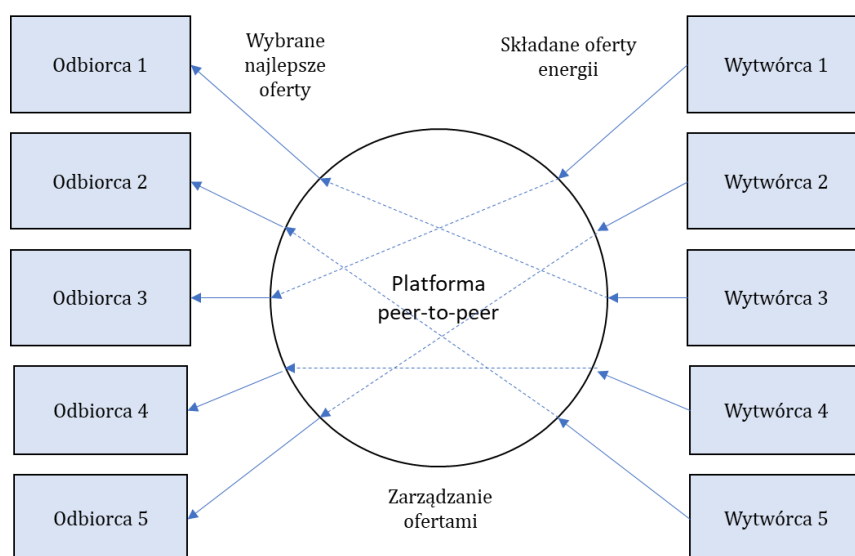 Odbiorca 1
Wybrane
najlepsze
oferty
Składane oferty
energii
Wytwórca 1
Odbiorca 2
Wytwórca 2
Odbiorca 3
Platforma
peer-to-peer
Wytwórca 3
Odbiorca 4
Wytwórca 4
Odbiorca 5
Zarządzanie
ofertami
Wytwórca 5